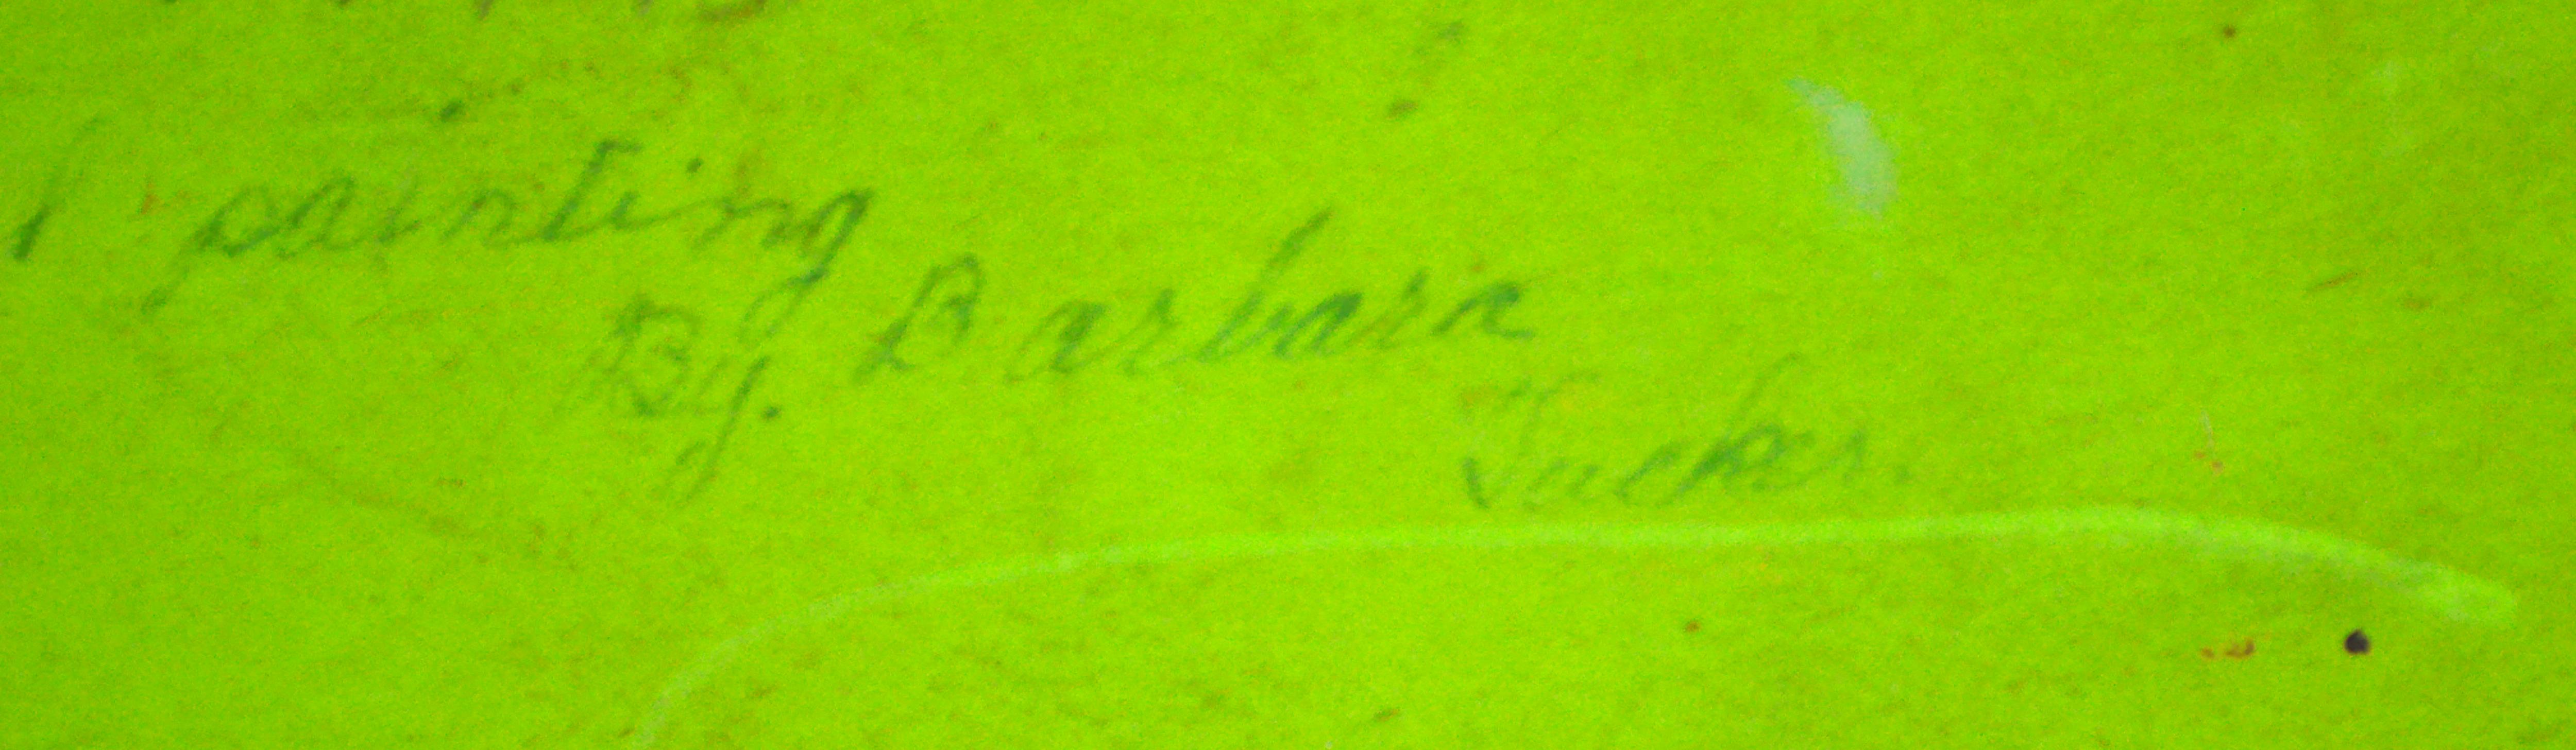 painting
By. Barbara
Tucker.